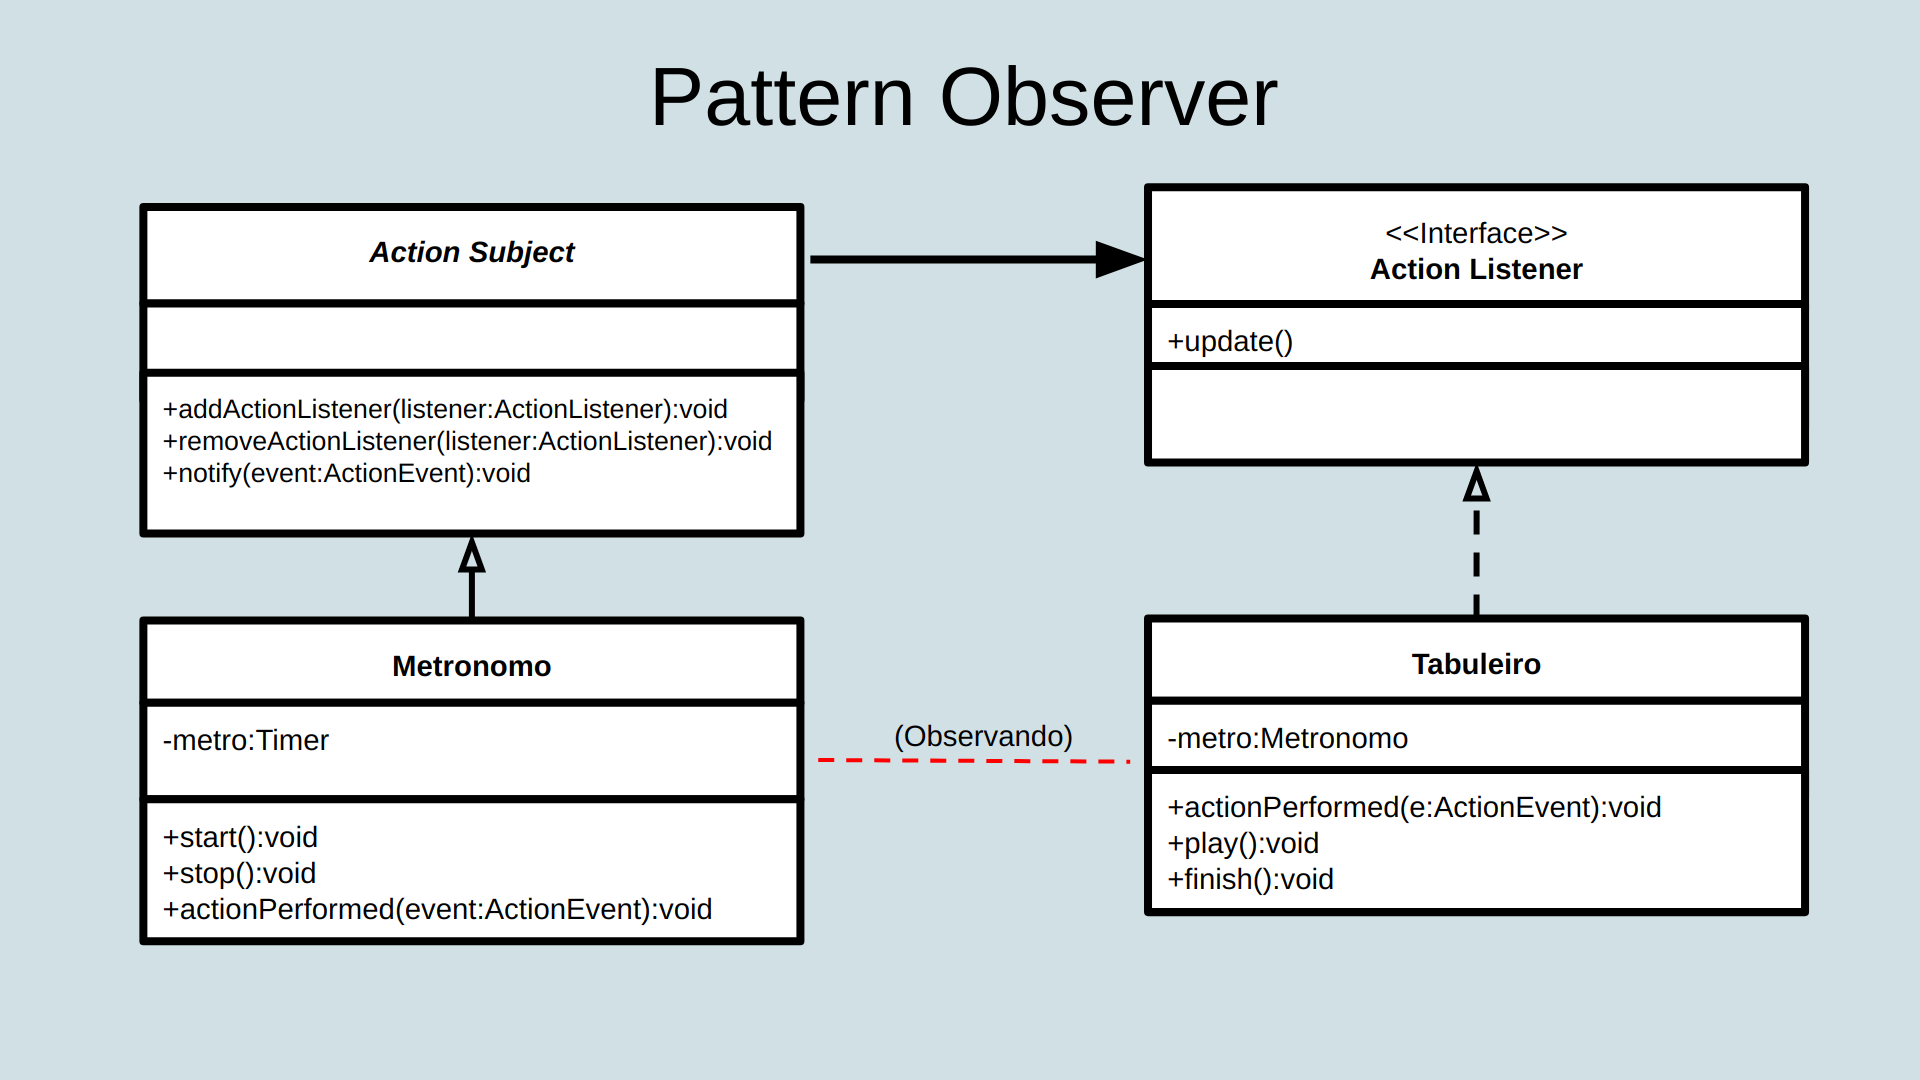 Pattern Observer
Action Subject
+addActionListener(listener:ActionListener):void
+removeActionListener(listener:ActionListener):void
+notify(event:ActionEvent):void
<<Interface>>
Action Listener
+update()
Metronomo
-metro:Timer
+start():void
+stop():void
+actionPerformed(event:ActionEvent):void
(Observando)
Tabuleiro
-metro:Metronomo
+actionPerformed(e:ActionEvent):void
+play():void
+finish():void